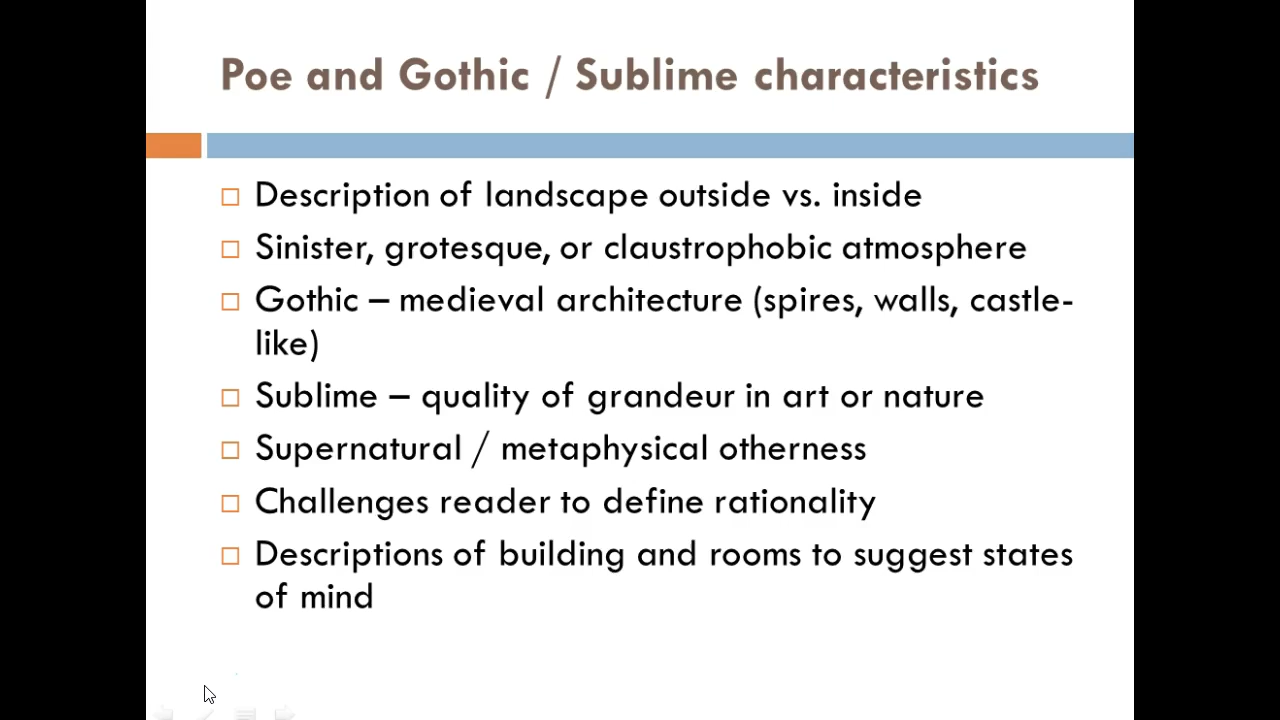 Poe and Gothic / Sublime characteristics
Description of landscape outside vs. inside
Sinister, grotesque, or claustrophobic atmosphere
Gothic – medieval architecture (spires, walls, castle-
like)
Sublime – quality of grandeur in art or nature
Supernatural / metaphysical otherness
Challenges reader to define rationality
Descriptions of building and rooms to suggest states
of mind